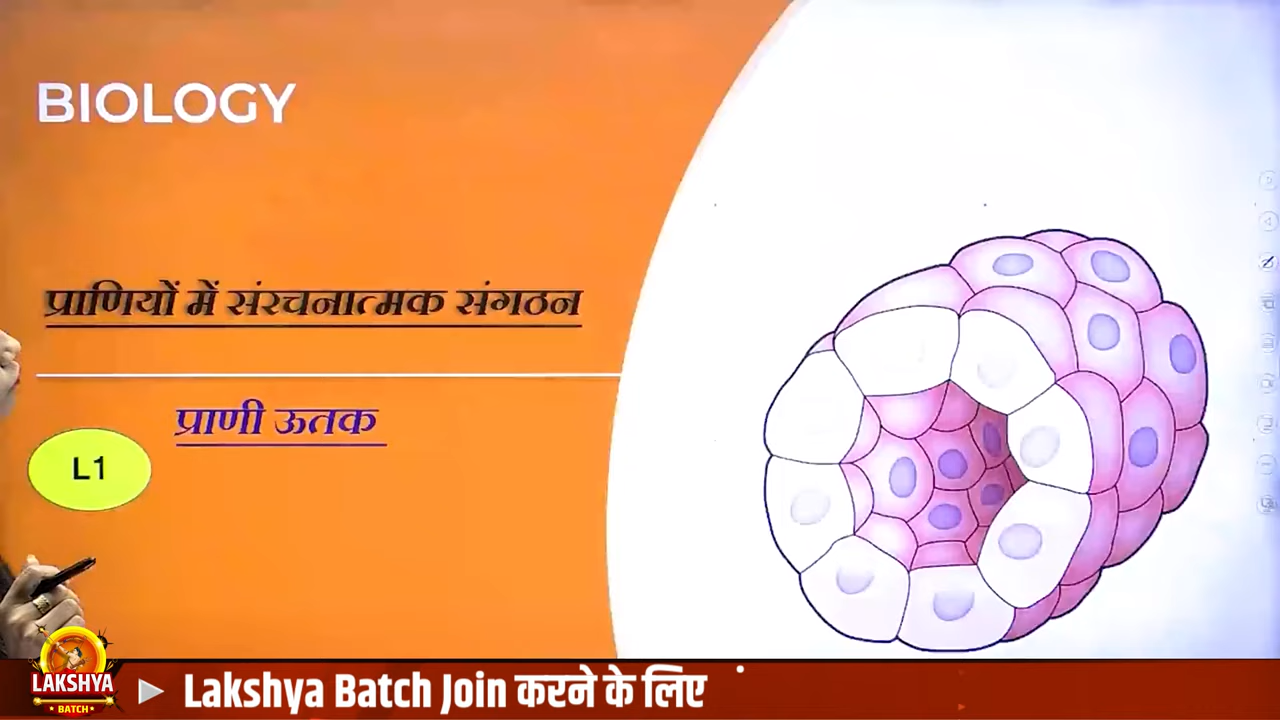 BIOLOGY
प्राणियों में संरचनात्मक संगठन
प्राणी ऊतक
L1
LAKSHYA
BATCH
Lakshya Batch Join करने के लिए